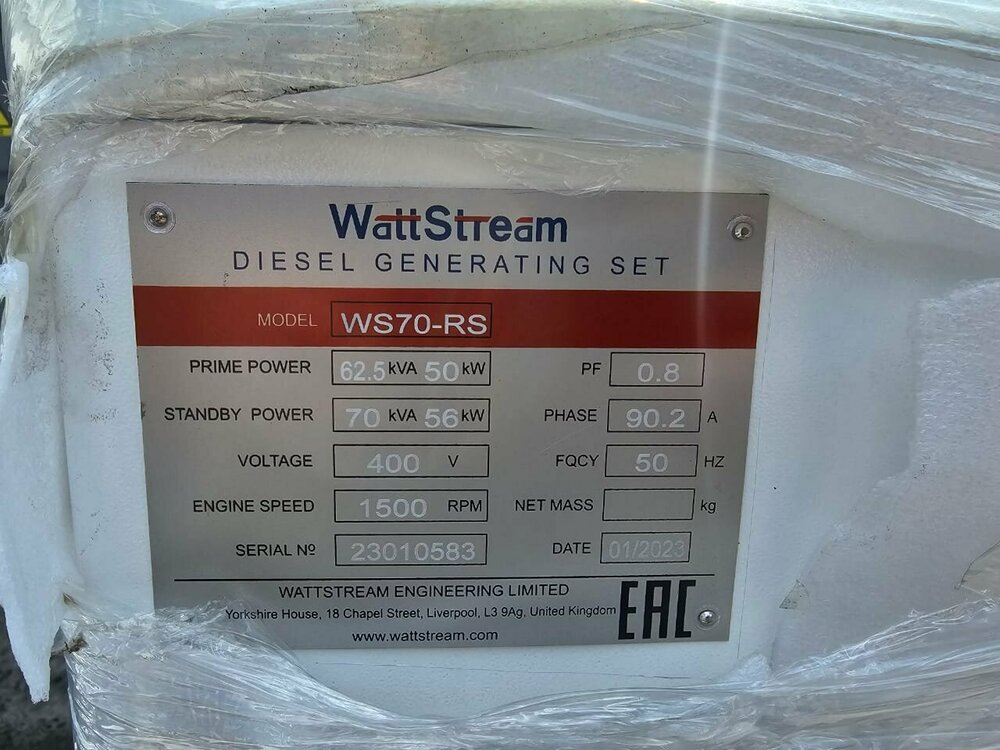 WattStream
DIESEL GENERATING SET
MODEL WS70-RS
PRIME POWER 62.5 kVA 50 kW PF 0.8
STANDBY POWER 70 kVA 56 kW PHASE 90.2 A
VOLTAGE 400 V FQCY 50 HZ
ENGINE SPEED 1500 RPM NET MASS kg
SERIAL Nº 23010583 DATE 01/2023
WATTSTREAM ENGINEERING LIMITED
Yorkshire House, 18 Chapel Street, Liverpool, L3 9Ag, United Kingdom
www.wattstream.com
EAC